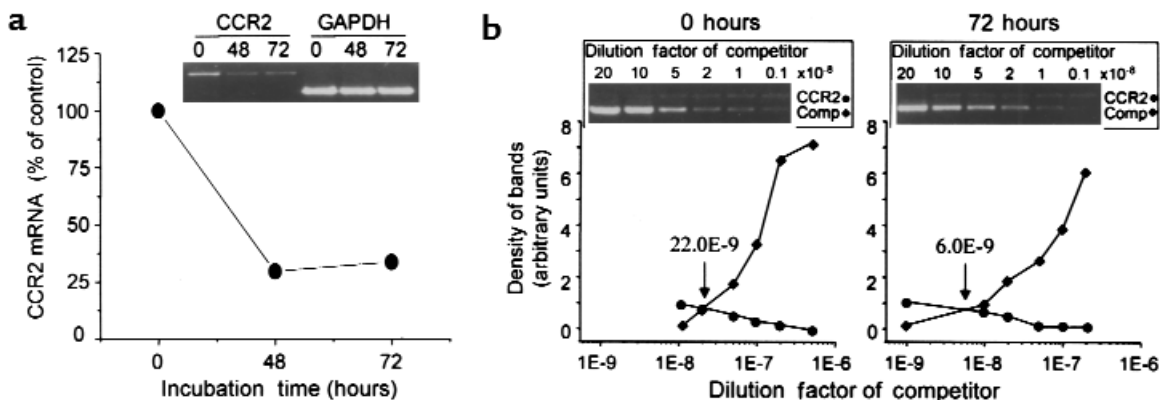 a
CCR2 GAPDH
0 48 72 0 48 72
125
100
75
50
25
0
CCR2 mRNA (% of control)
0 48 72
Incubation time (hours)
b
0 hours
Dilution factor of competitor
20 10 5 2 1 0.1 x10-8
CCR2
Comp
8
6
4
2
0
Density of bands
(arbitrary units)
22.0E-9
1E-9 1E-8 1E-7 1E-6
72 hours
Dilution factor of competitor
20 10 5 2 1 0.1 x10-8
CCR2
Comp
8
6
4
2
0
6.0E-9
1E-9 1E-8 1E-7 1E-6
Dilution factor of competitor